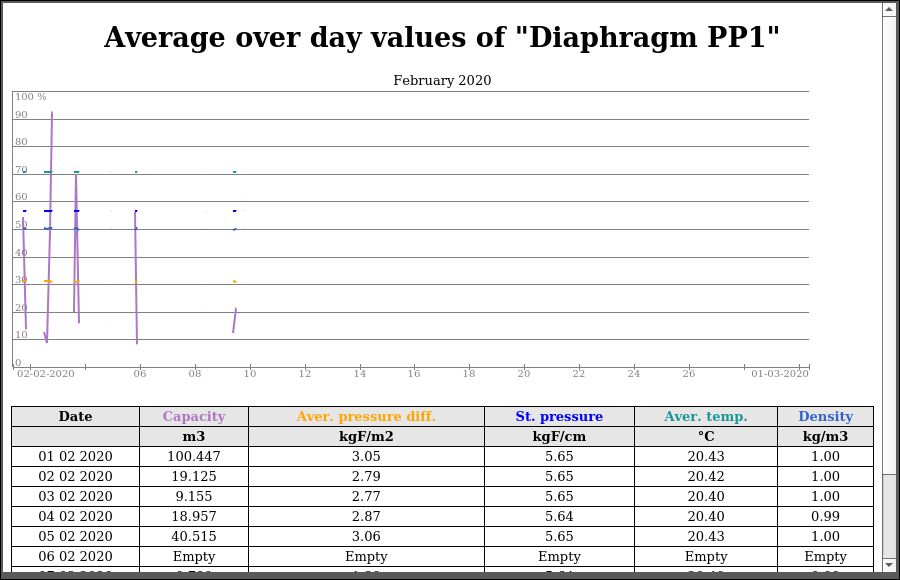 Average over day values of "Diaphragm PP1"
February 2020
100 %
90
80
70
60
50
40
30
20
10
0
02-02-2020 06 08 10 12 14 16 18 20 22 24 26 01-03-2020
Date Capacity Aver. pressure diff. St. pressure Aver. temp. Density
m3 kgF/m2 kgF/cm °C kg/m3
01 02 2020 100.447 3.05 5.65 20.43 1.00
02 02 2020 19.125 2.79 5.65 20.42 1.00
03 02 2020 9.155 2.77 5.65 20.40 1.00
04 02 2020 18.957 2.87 5.64 20.40 0.99
05 02 2020 40.515 3.06 5.65 20.43 1.00
06 02 2020 Empty Empty Empty Empty Empty